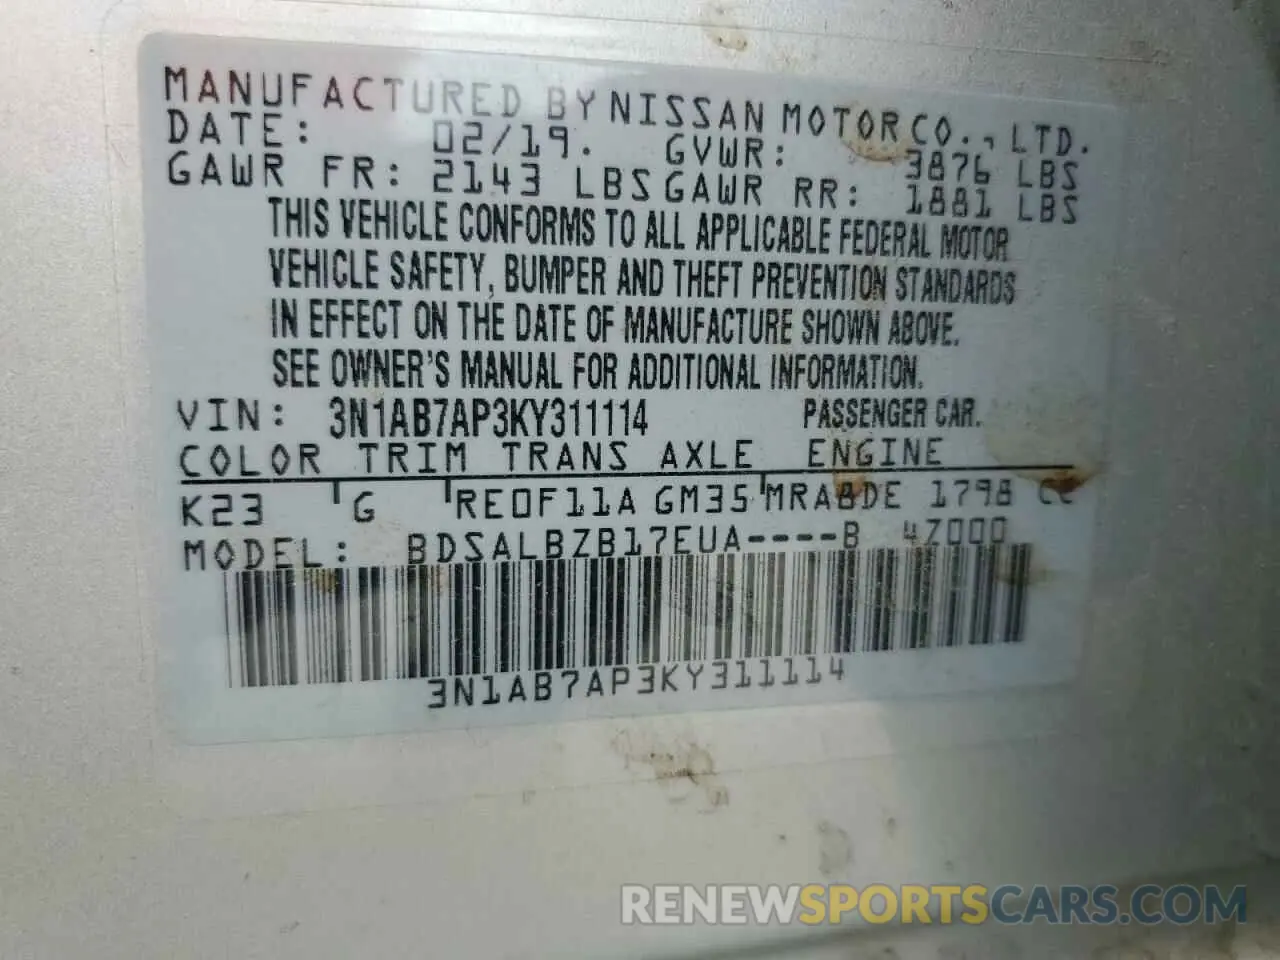 MANUFACTURED BY NISSAN MOTOR CO., LTD.
DATE: 02/19. GVWR: 3876 LBS
GAWR FR: 2143 LBS GAWR RR: 1881 LBS
THIS VEHICLE CONFORMS TO ALL APPLICABLE FEDERAL MOTOR
VEHICLE SAFETY, BUMPER AND THEFT PREVENTION STANDARDS
IN EFFECT ON THE DATE OF MANUFACTURE SHOWN ABOVE.
SEE OWNER'S MANUAL FOR ADDITIONAL INFORMATION.
VIN: 3N1AB7AP3KY311114 PASSENGER CAR.
COLOR TRIM TRANS AXLE ENGINE
K23 G RE0F11A GM35 MRA8DE 1798 CC
MODEL: BDSALBZB17EUA----B 4Z000
3N1AB7AP3KY311114
RENEWSPORTSCARS.COM